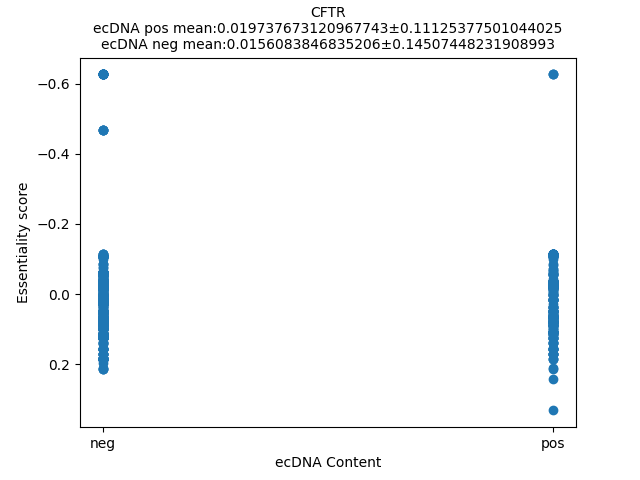 CFTR
ecDNA pos mean:0.019737673120967743±0.11125377501044025
ecDNA neg mean:0.0156083846835206±0.14507448231908993
−0.6
−0.4
−0.2
0.0
0.2
Essentiality score
neg
pos
ecDNA Content